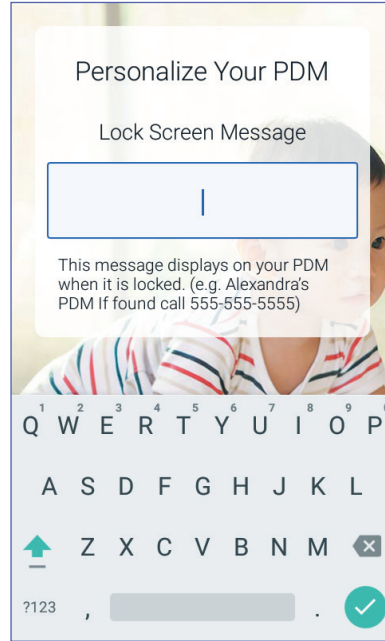 Personalize Your PDM
Lock Screen Message
This message displays on your PDM
when it is locked. (e.g. Alexandra's
PDM If found call 555-555-5555)
1 2 3 4 5 6 7 8 9
Q W E R T Y U I O P
A S D F G H J K L
Z X C V B N M
?123 , .